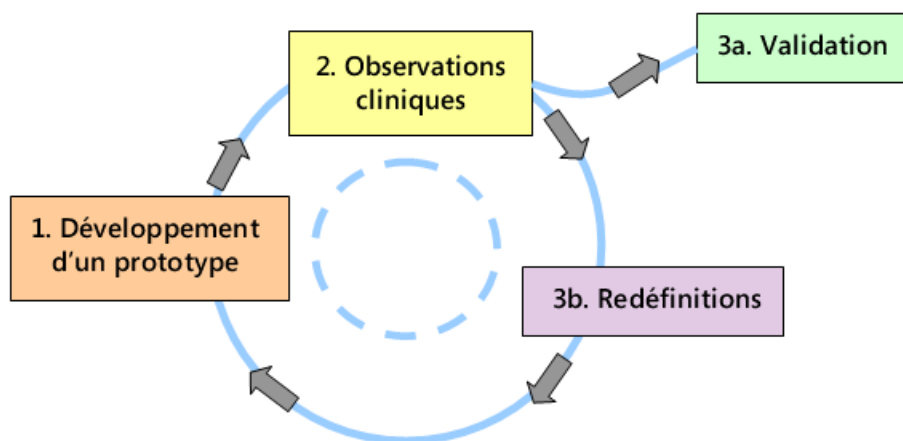 3a. Validation
2. Observations
cliniques
1. Développement
d'un prototype
3b. Redéfinitions